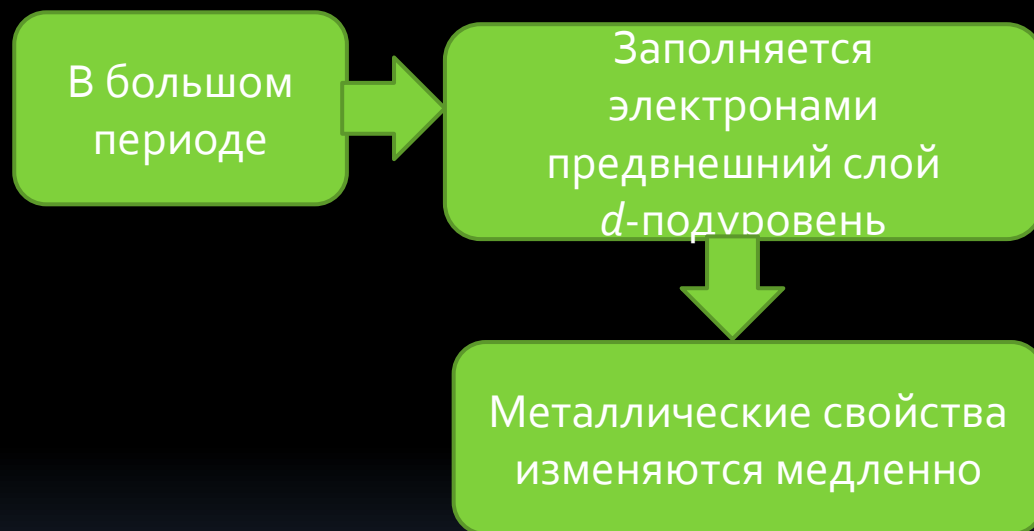 В большом
периоде
Заполняется
электронами
предвнешний слой
d-подуровень
Металлические свойства
изменяются медленно